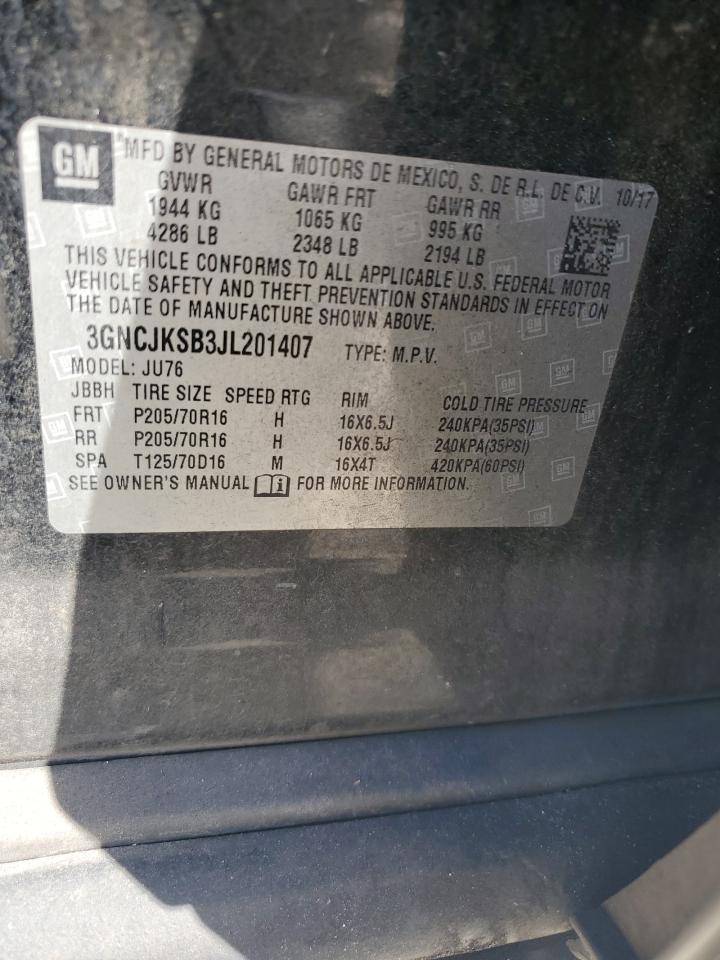 GM
MFD BY GENERAL MOTORS DE MEXICO, S. DE R.L. DE C.V. 10/17
GVWR GAWR FRT GAWR RR
1944 KG 1065 KG 995 KG
4286 LB 2348 LB 2194 LB
THIS VEHICLE CONFORMS TO ALL APPLICABLE U.S. FEDERAL MOTOR
VEHICLE SAFETY AND THEFT PREVENTION STANDARDS IN EFFECT ON
THE DATE OF MANUFACTURE SHOWN ABOVE.
3GNCJKSB3JL201407 TYPE: M.P.V.
MODEL: JU76
JBBH TIRE SIZE SPEED RTG RIM COLD TIRE PRESSURE
FRT P205/70R16 H 16X6.5J 240KPA(35PSI)
RR P205/70R16 H 16X6.5J 240KPA(35PSI)
SPA T125/70D16 M 16X4T 420KPA(60PSI)
SEE OWNER'S MANUAL i FOR MORE INFORMATION.